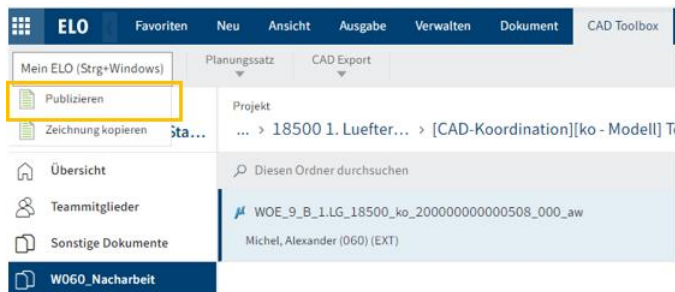 ELO Favoriten Neu Ansicht Ausgabe Verwalten Dokument CAD Toolbox
Mein ELO (Strg+Windows) Planungssatz CAD Export
Publizieren
Zeichnung kopieren
Projekt
... > 18500 1. Luefter... > [CAD-Koordination][ko - Modell]
Übersicht
Diesen Ordner durchsuchen
Teammitglieder
WOE_9_B_1.LG_18500_ko_200000000000508_000_aw
Sonstige Dokumente
Michel, Alexander (060) (EXT)
W060_Nacharbeit